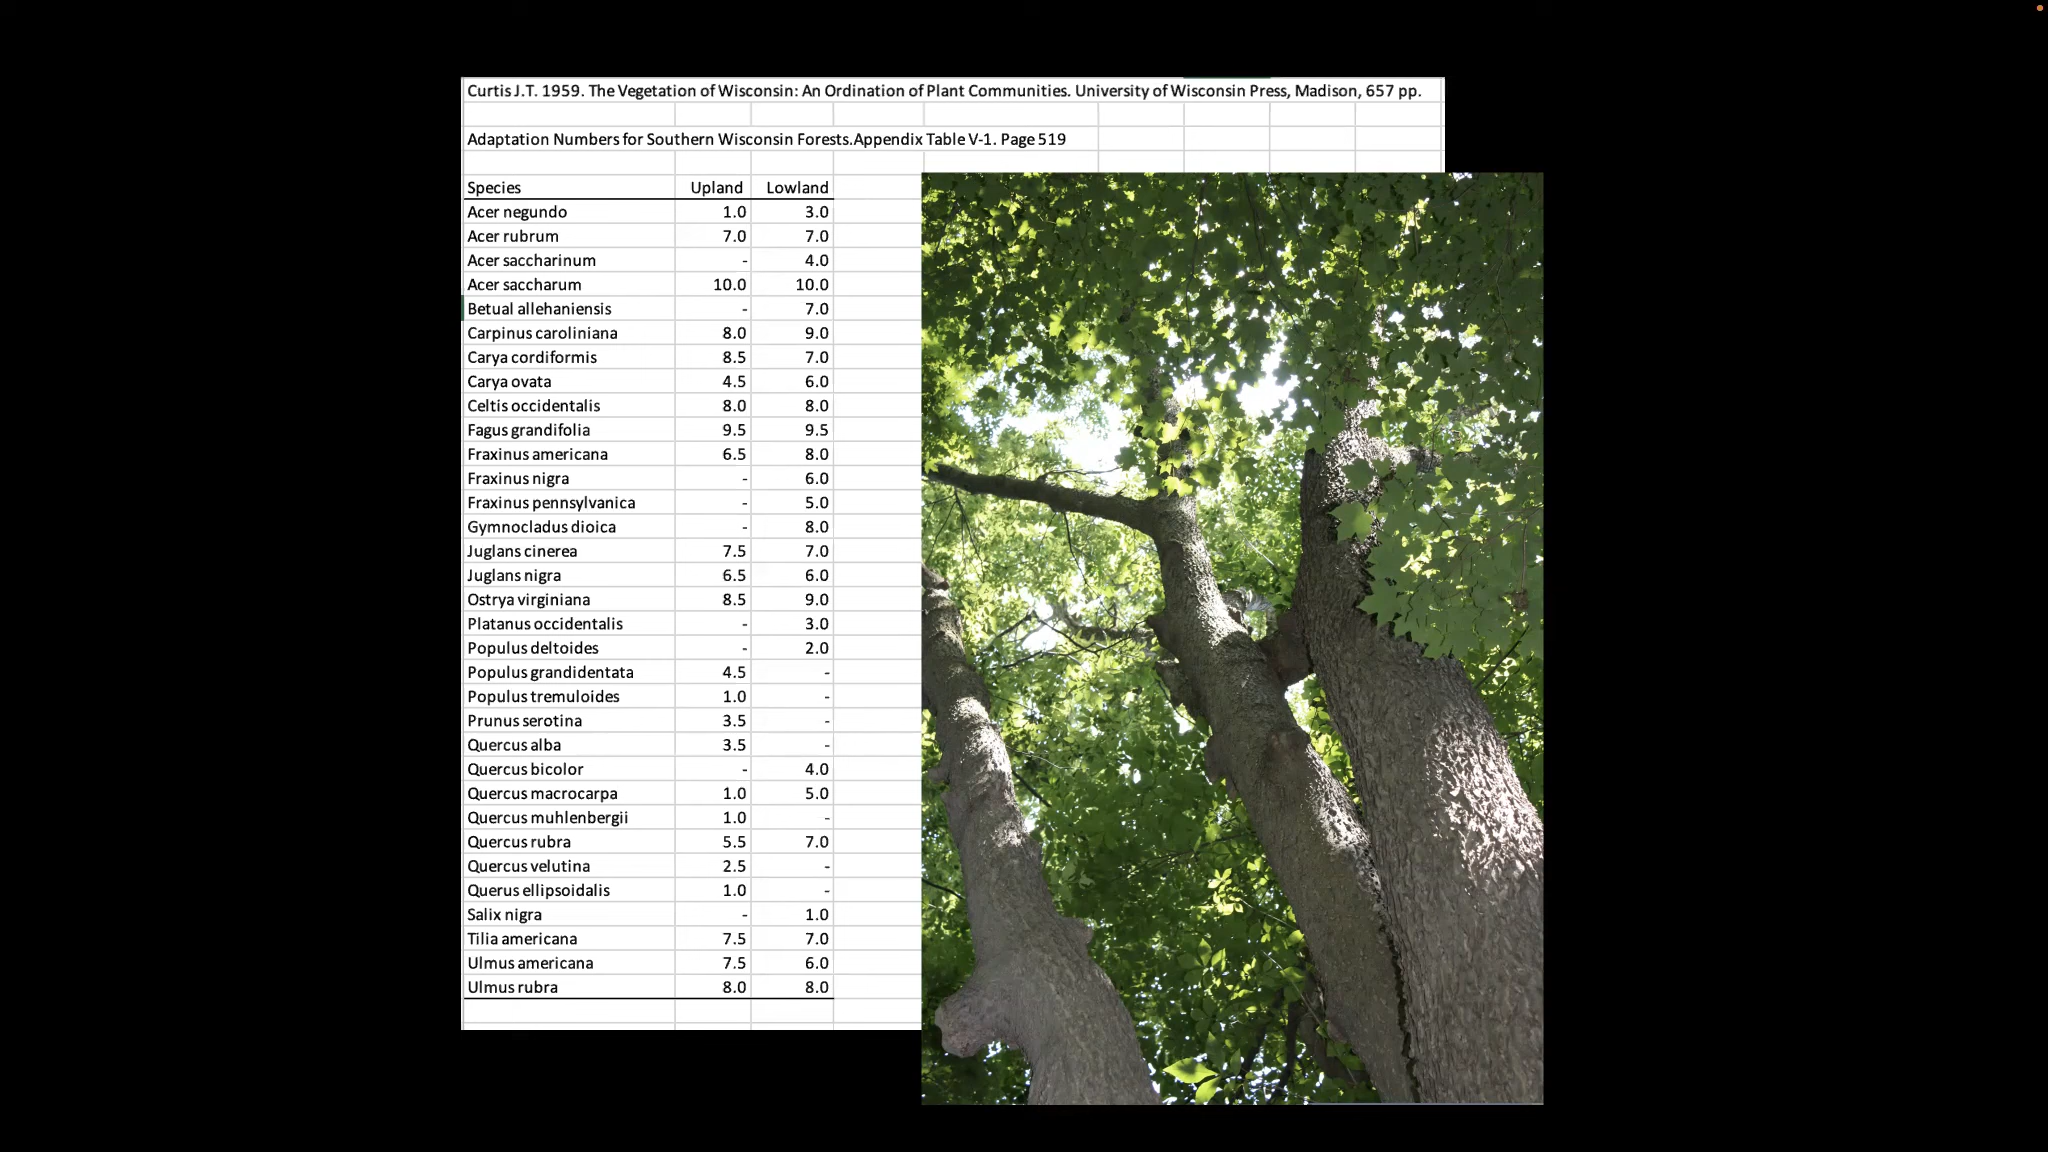 Curtis J.T. 1959. The Vegetation of Wisconsin: An Ordination of Plant Communities. University of Wisconsin Press, Madison, 657 pp.
Adaptation Numbers for Southern Wisconsin Forests.Appendix Table V-1. Page 519
Species Upland Lowland
Acer negundo 1.0 3.0
Acer rubrum 7.0 7.0
Acer saccharinum - 4.0
Acer saccharum 10.0 10.0
Betual allehaniensis - 7.0
Carpinus caroliniana 8.0 9.0
Carya cordiformis 8.5 7.0
Carya ovata 4.5 6.0
Celtis occidentalis 8.0 8.0
Fagus grandifolia 9.5 9.5
Fraxinus americana 6.5 8.0
Fraxinus nigra - 6.0
Fraxinus pennsylvanica - 5.0
Gymnocladus dioica - 8.0
Juglans cinerea 7.5 7.0
Juglans nigra 6.5 6.0
Ostrya virginiana 8.5 9.0
Platanus occidentalis - 3.0
Populus deltoides - 2.0
Populus grandidentata 4.5 -
Populus tremuloides 1.0 -
Prunus serotina 3.5 -
Quercus alba 3.5 -
Quercus bicolor - 4.0
Quercus macrocarpa 1.0 5.0
Quercus muhlenbergii 1.0 -
Quercus rubra 5.5 7.0
Quercus velutina 2.5 -
Querus ellipsoidalis 1.0 -
Salix nigra - 1.0
Tilia americana 7.5 7.0
Ulmus americana 7.5 6.0
Ulmus rubra 8.0 8.0